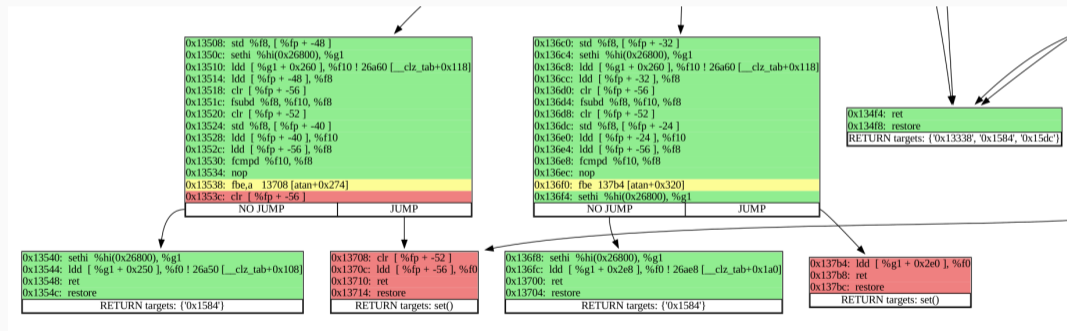 0x13508: std %f8, [ %fp + -48 ]
0x1350c: sethi %hi(0x26800), %g1
0x13510: ldd [ %g1 + 0x260 ], %f10 ! 26a60 [__clz_tab+0x118]
0x13514: ldd [ %fp + -48 ], %f8
0x13518: clr [ %fp + -56 ]
0x1351c: fsubd %f8, %f10, %f8
0x13520: clr [ %fp + -52 ]
0x13524: std %f8, [ %fp + -40 ]
0x13528: ldd [ %fp + -40 ], %f10
0x1352c: ldd [ %fp + -56 ], %f8
0x13530: fcmpd %f10, %f8
0x13534: nop
0x13538: fbe,a 13708 [atan+0x274]
0x1353c: clr [ %fp + -56 ]
NO JUMP JUMP
0x136c0: std %f8, [ %fp + -32 ]
0x136c4: sethi %hi(0x26800), %g1
0x136c8: ldd [ %g1 + 0x260 ], %f10 ! 26a60 [__clz_tab+0x118]
0x136cc: ldd [ %fp + -32 ], %f8
0x136d0: clr [ %fp + -56 ]
0x136d4: fsubd %f8, %f10, %f8
0x136d8: clr [ %fp + -52 ]
0x136dc: std %f8, [ %fp + -24 ]
0x136e0: ldd [ %fp + -24 ], %f10
0x136e4: ldd [ %fp + -56 ], %f8
0x136e8: fcmpd %f10, %f8
0x136ec: nop
0x136f0: fbe 137b4 [atan+0x320]
0x136f4: sethi %hi(0x26800), %g1
NO JUMP JUMP
0x134f4: ret
0x134f8: restore
RETURN targets: {'0x13338', '0x1584', '0x15dc'}
0x13540: sethi %hi(0x26800), %g1
0x13544: ldd [ %g1 + 0x250 ], %f0 ! 26a50 [__clz_tab+0x108]
0x13548: ret
0x1354c: restore
RETURN targets: {'0x1584'}
0x13708: clr [ %fp + -52 ]
0x1370c: ldd [ %fp + -56 ], %f0
0x13710: ret
0x13714: restore
RETURN targets: set()
0x136f8: sethi %hi(0x26800), %g1
0x136fc: ldd [ %g1 + 0x2e8 ], %f0 ! 26ae8 [__clz_tab+0x1a0]
0x13700: ret
0x13704: restore
RETURN targets: {'0x1584'}
0x137b4: ldd [ %g1 + 0x2e0 ], %f0
0x137b8: ret
0x137bc: restore
RETURN targets: set()